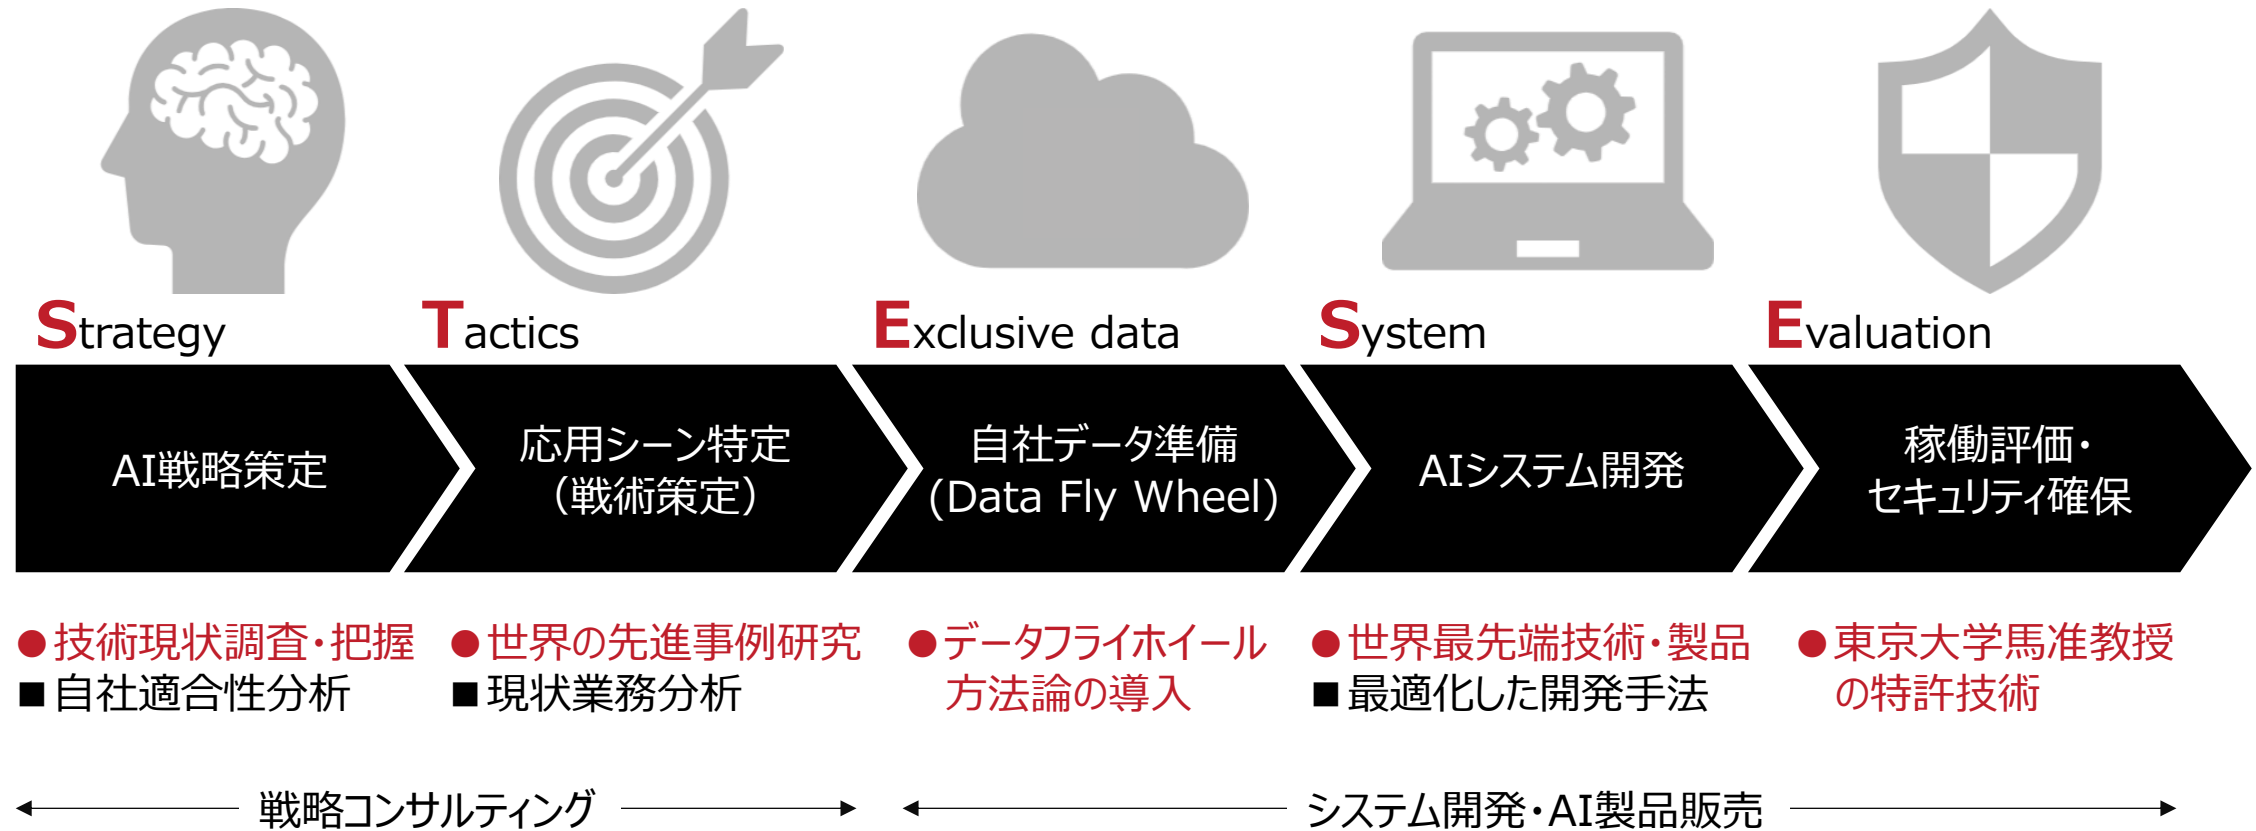 Strategy
Tactics
Exclusive data
System
Evaluation
AI戦略策定
応用シーン特定
（戦術策定）
自社データ準備
(Data Fly Wheel)
AIシステム開発
稼働評価・
セキュリティ確保
●技術現状調査・把握
■自社適合性分析
●世界の先進事例研究
■現状業務分析
●データフライホイール
方法論の導入
●世界最先端技術・製品
■最適化した開発手法
●東京大学馬准教授
の特許技術
戦略コンサルティング
システム開発・AI製品販売